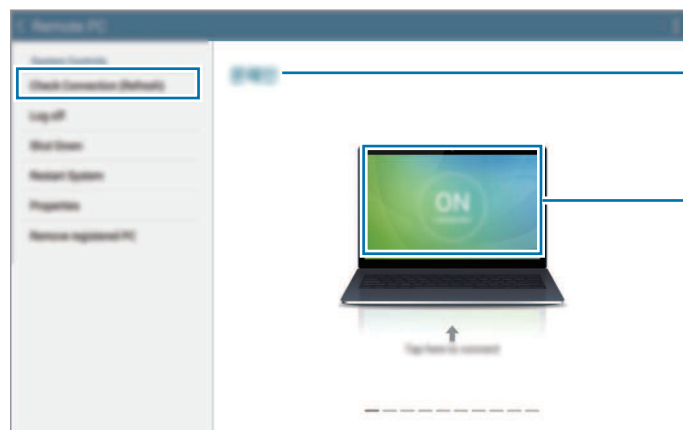 Remote PC
System Controls
Check Connection (Refresh)
Log off
Shut Down
Restart System
Properties
Remove registered PC
ON
Tap here to connect